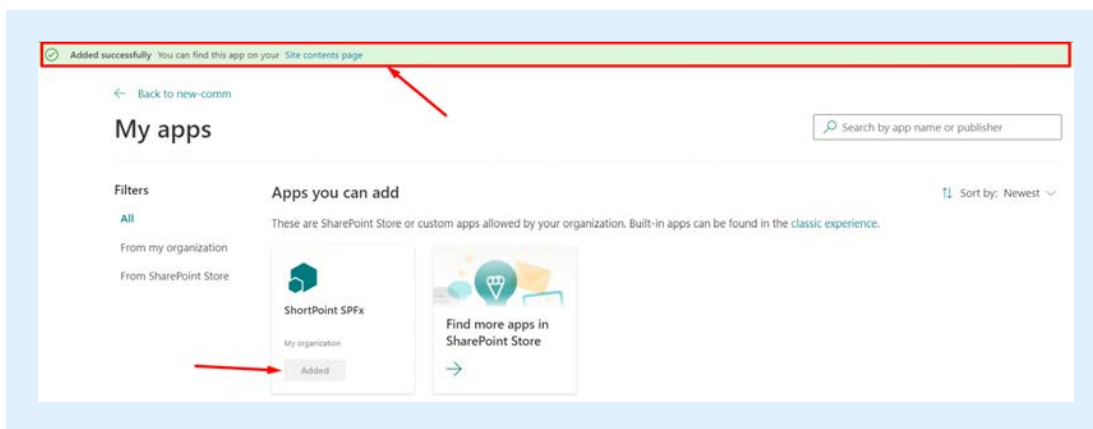 Added successfully You can find this app on your Site contents page
Back to new-comm
My apps
Search by app name or publisher
Filters
All
From my organization
From SharePoint Store
Apps you can add
Sort by: Newest
These are SharePoint Store or custom apps allowed by your organization. Built-in apps can be found in the classic experience.
ShortPoint SPFx
My organization
Added
Find more apps in
SharePoint Store